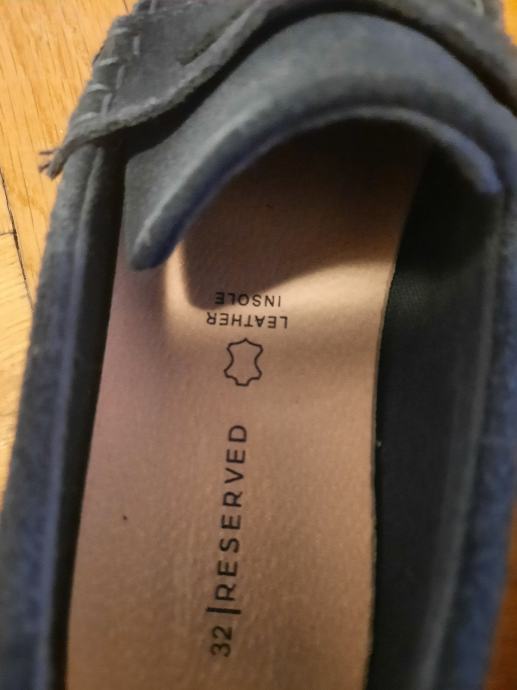 LEATHER
INSOLE
32 | RESERVED